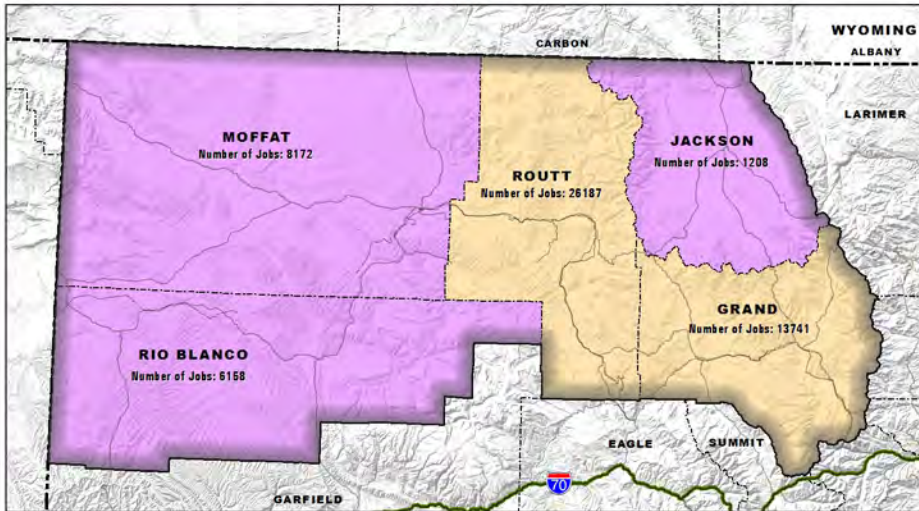 WYOMING
CARBON
ALBANY
LARIMER
MOFFAT
Number of Jobs: 8172
JACKSON
Number of Jobs: 1208
ROUTT
Number of Jobs: 26187
GRAND
Number of Jobs: 13741
RIO BLANCO
Number of Jobs: 6158
EAGLE
SUMMIT
70
GARFIELD